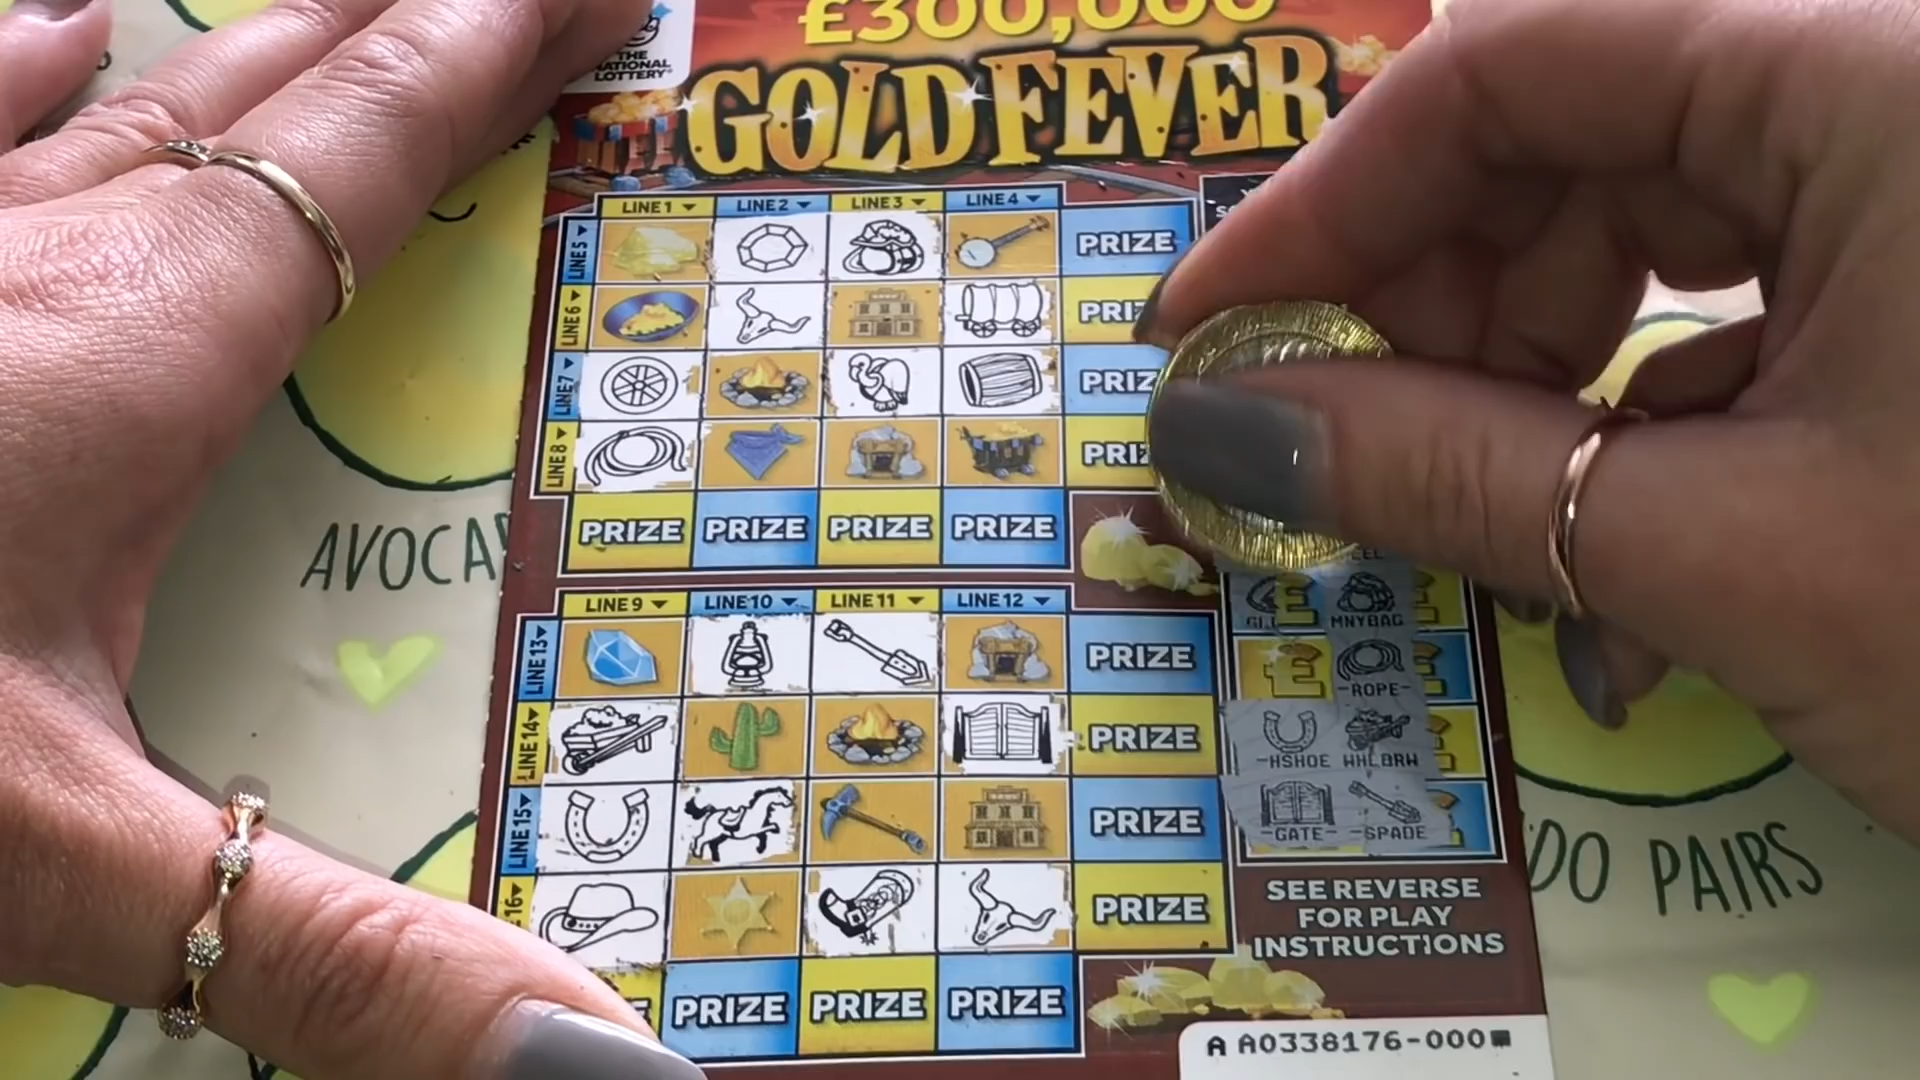 £300,000
THE
NATIONAL
LOTTERY
GOLD FEVER
LINE 1 LINE 2 LINE 3 LINE 4
LINE 5
PRIZE
LINE 6
LINE 7
LINE 8
PRIZE PRIZE PRIZE PRIZE
AVOCA
MNYBAG
-ROPE-
-HSHOE WHLBRW
-GATE- -SPADE
LINE 9 LINE 10 LINE 11 LINE 12
LINE 13 PRIZE
LINE 14 PRIZE
LINE 15 PRIZE
16 PRIZE
PRIZE PRIZE PRIZE
DO PAIRS
SEE REVERSE
FOR PLAY
INSTRUCTIONS
A A0338176-000